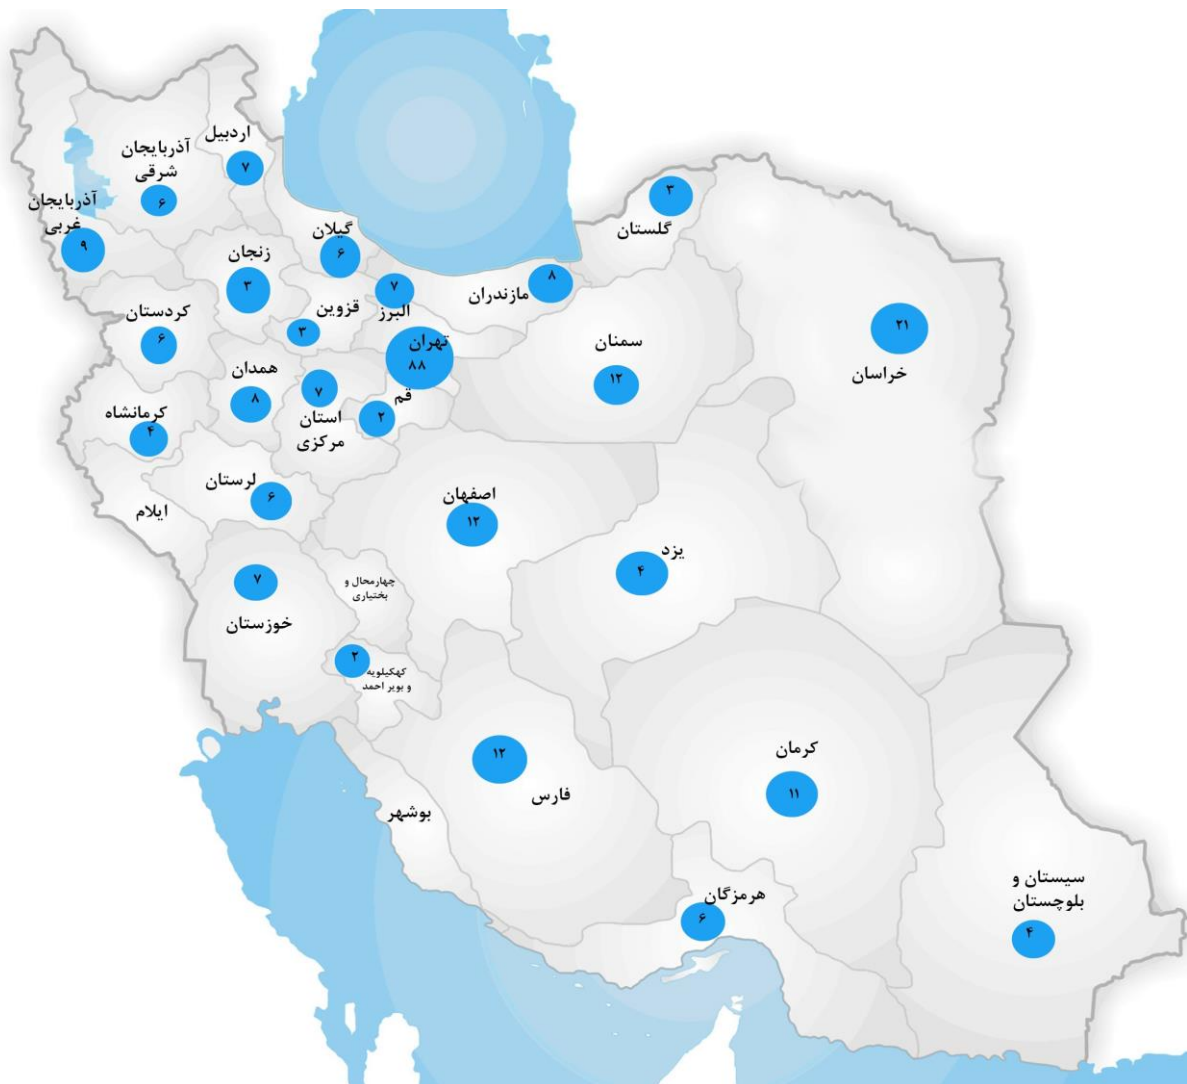 اردبیل
۷
آذربایجان
شرقی
۶
آذربایجان
غربی
۹
گیلان
۶
زنجان
۳
قزوین
۳
البرز
۷
مازندران
۸
گلستان
۳
خراسان
۲۱
سمنان
۱۲
تهران
۸۸
قم
۲
استان
مرکزی
۷
همدان
۸
کردستان
۶
کرمانشاه
۴
لرستان
۶
ایلام
اصفهان
۱۲
یزد
۴
چهارمحال و
بختیاری
خوزستان
۷
کهکیلویه
و بویر احمد
۲
فارس
۱۲
بوشهر
کرمان
۱۱
هرمزگان
۶
سیستان و
بلوچستان
۴